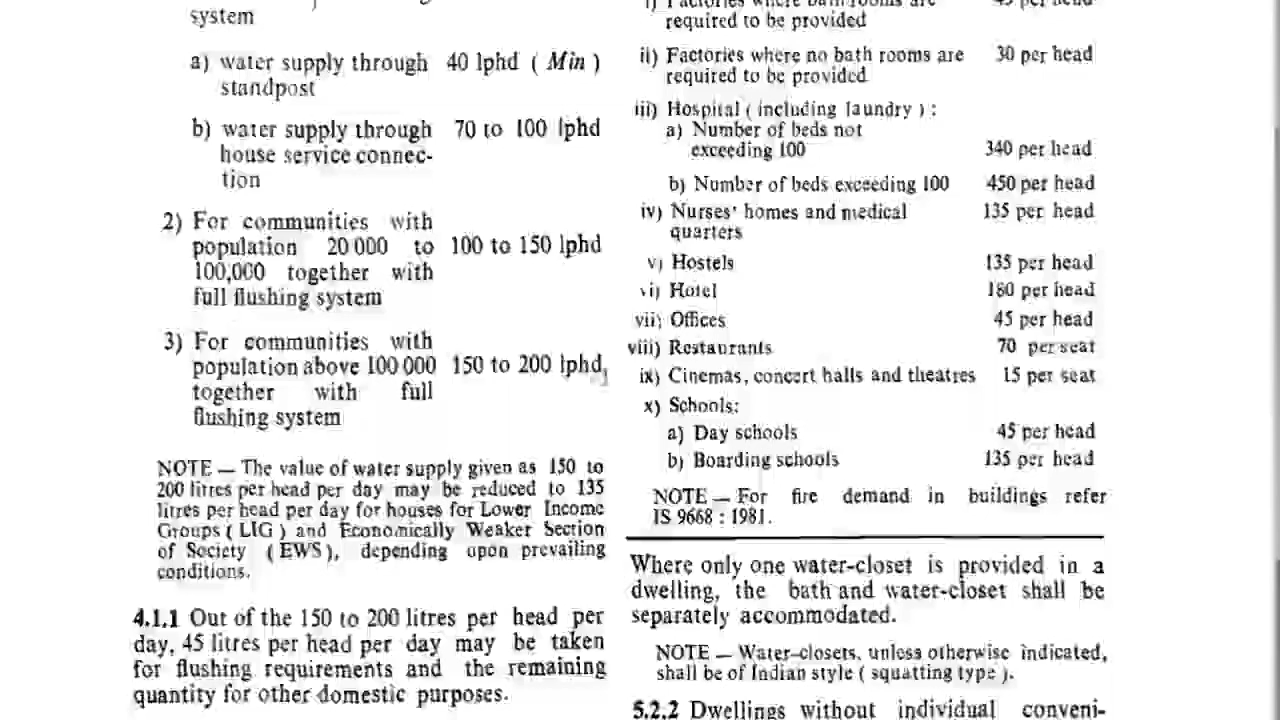 system
a) water supply through 40 lphd ( Min )
standpost
b) water supply through 70 to 100 lphd
house service connec-
tion
2) For communities with
population 20 000 to 100 to 150 lphd
100,000 together with
full flushing system
3) For communities with
population above 100 000 150 to 200 lphd
together with full
flushing system
NOTE — The value of water supply given as 150 to
200 litres per head per day may be reduced to 135
litres per head per day for houses for Lower Income
Groups ( LIG ) and Economically Weaker Section
of Society ( EWS ), depending upon prevailing
conditions.
4.1.1 Out of the 150 to 200 litres per head per
day, 45 litres per head per day may be taken
for flushing requirements and the remaining
quantity for other domestic purposes.
i) Factories where bath rooms are 45 per head
required to be provided
ii) Factories where no bath rooms are 30 per head
required to be provided
iii) Hospital ( including laundry ) :
a) Number of beds not
exceeding 100 340 per head
b) Number of beds exceeding 100 450 per head
iv) Nurses' homes and medical 135 per head
quarters
v) Hostels 135 per head
vi) Hotel 180 per head
vii) Offices 45 per head
viii) Restaurants 70 per seat
ix) Cinemas, concert halls and theatres 15 per seat
x) Schools:
a) Day schools 45 per head
b) Boarding schools 135 per head
NOTE — For fire demand in buildings refer
IS 9668 : 1981.
Where only one water-closet is provided in a
dwelling, the bath and water-closet shall be
separately accommodated.
NOTE — Water-closets, unless otherwise indicated,
shall be of Indian style ( squatting type ).
5.2.2 Dwellings without individual conveni-